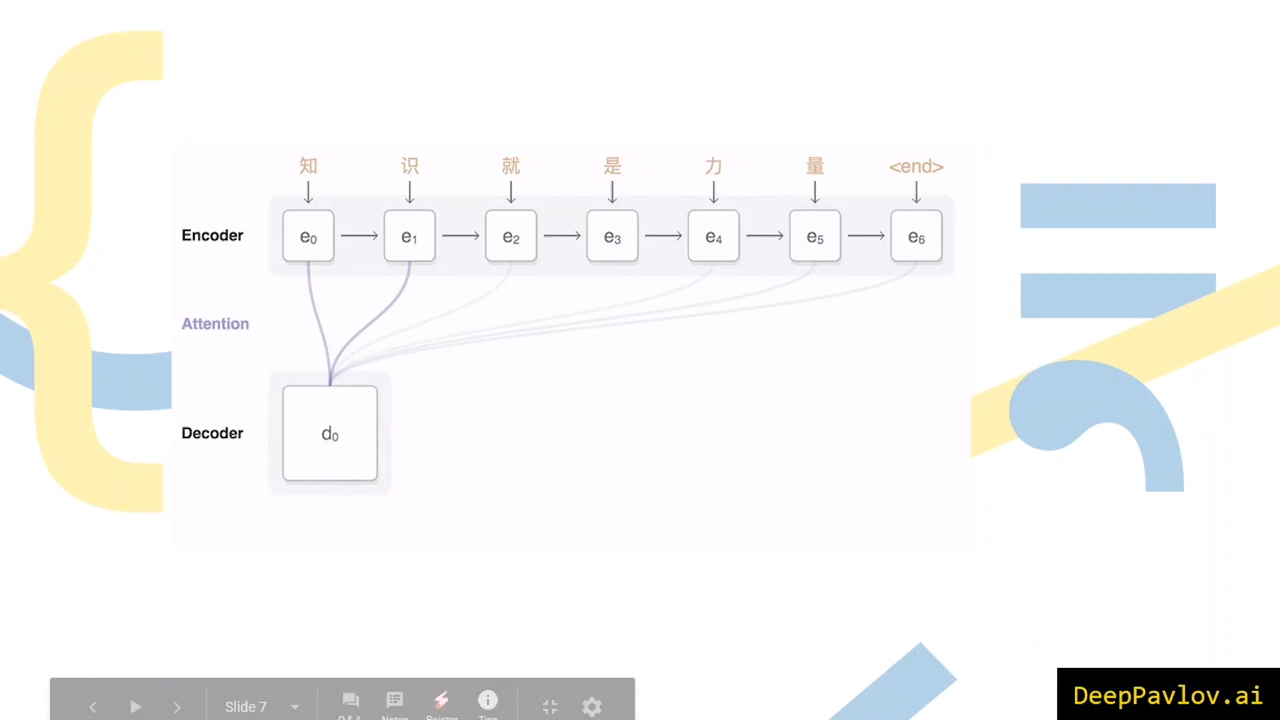 知 识 就 是 力 量 <end>
Encoder e₀ e₁ e₂ e₃ e₄ e₅ e₆
Attention
Decoder d₀
Slide 7
DeepPavlov.ai